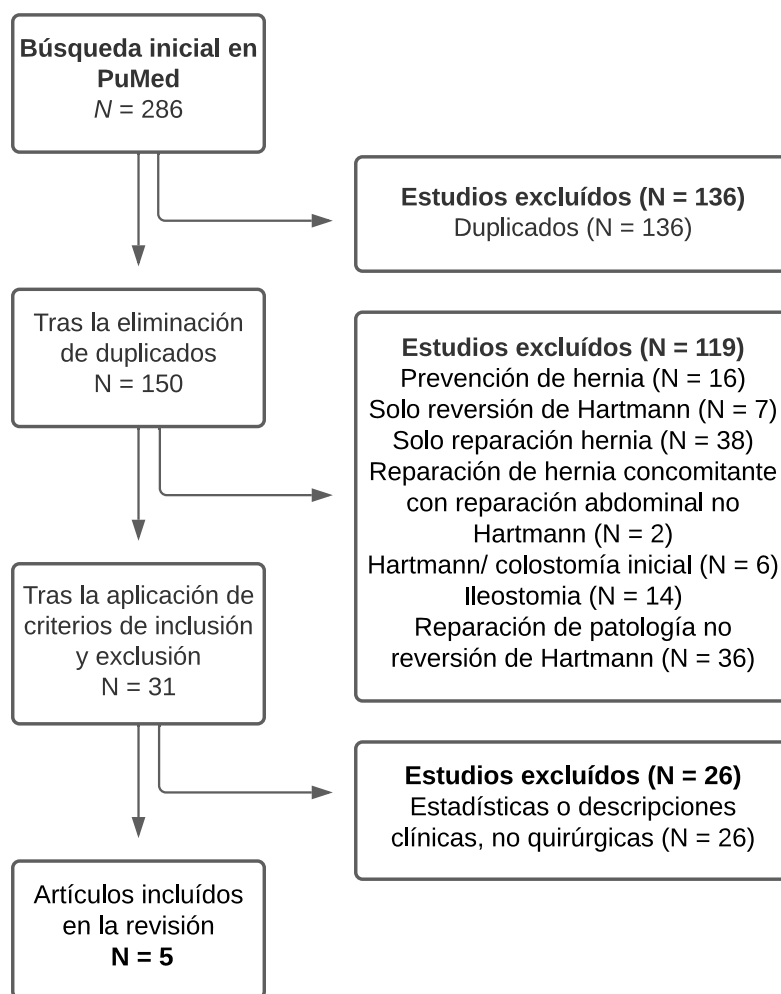 Búsqueda inicial en
PuMed
N = 286
Estudios excluídos (N = 136)
Duplicados (N = 136)
Tras la eliminación
de duplicados
N = 150
Estudios excluídos (N = 119)
Prevención de hernia (N = 16)
Solo reversión de Hartmann (N = 7)
Solo reparación hernia (N = 38)
Reparación de hernia concomitante
con reparación abdominal no
Hartmann (N = 2)
Hartmann/ colostomía inicial (N = 6)
Ileostomia (N = 14)
Reparación de patología no
reversión de Hartmann (N = 36)
Tras la aplicación de
criterios de inclusión
y exclusión
N = 31
Estudios excluídos (N = 26)
Estadísticas o descripciones
clínicas, no quirúrgicas (N = 26)
Artículos incluídos
en la revisión
N = 5